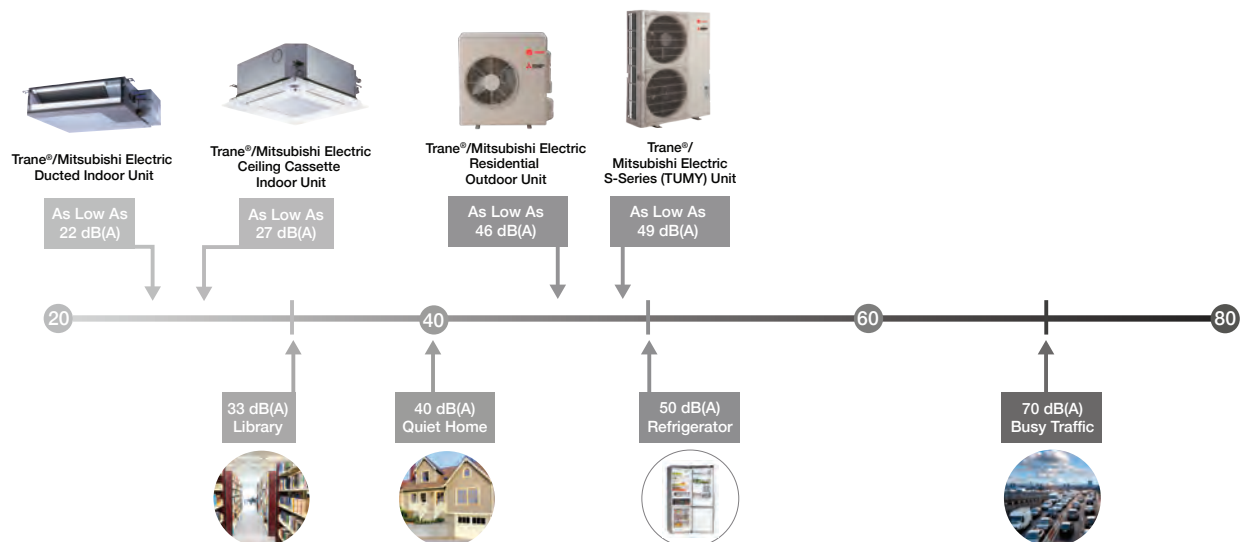 Trane®/Mitsubishi Electric
Ducted Indoor Unit
Trane®/Mitsubishi Electric
Ceiling Cassette
Indoor Unit
Trane®/Mitsubishi Electric
Residential
Outdoor Unit
Trane®/
Mitsubishi Electric
S-Series (TUMY) Unit
As Low As
22 dB(A)
As Low As
27 dB(A)
As Low As
46 dB(A)
As Low As
49 dB(A)
20
40
60
80
33 dB(A)
Library
40 dB(A)
Quiet Home
50 dB(A)
Refrigerator
70 dB(A)
Busy Traffic